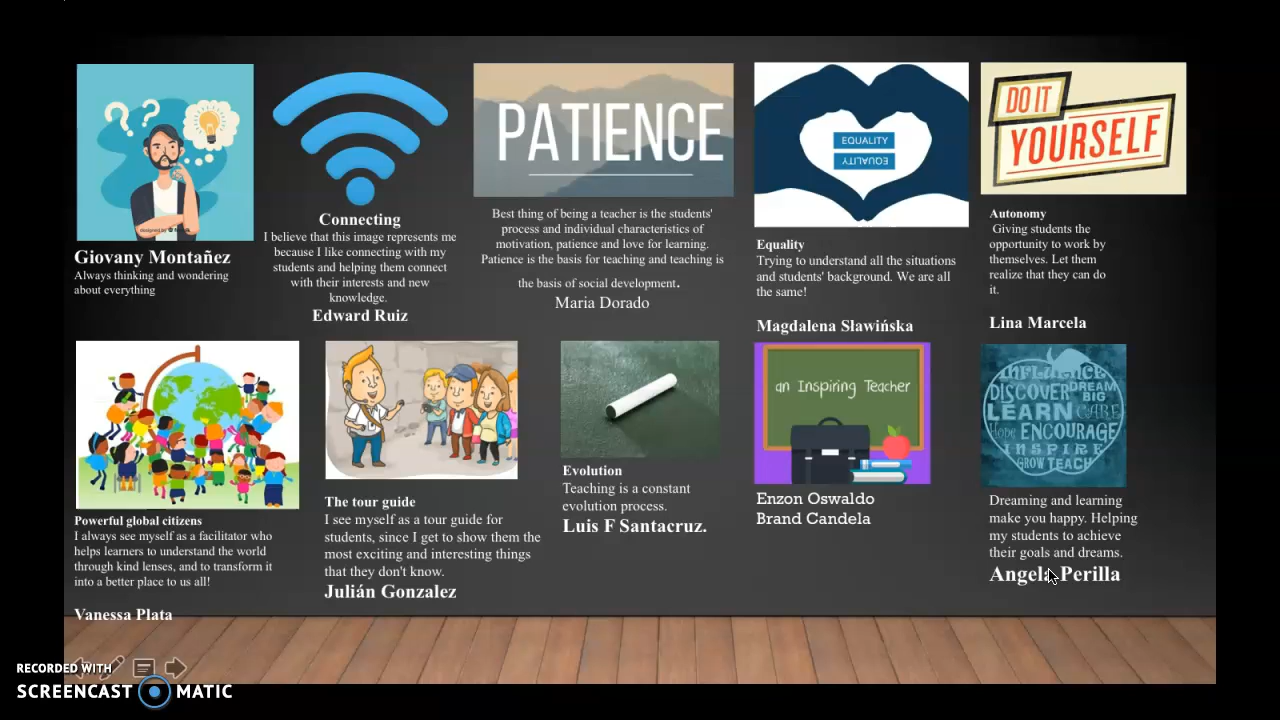 Giovany Montañez
Always thinking and wondering
about everything
Connecting
I believe that this image represents me
because I like connecting with my
students and helping them connect
with their interests and new
knowledge.
Edward Ruiz
PATIENCE
Best thing of being a teacher is the students'
process and individual characteristics of
motivation, patience and love for learning.
Patience is the basis for teaching and teaching is
the basis of social development.
Maria Dorado
EQUALITY
EQUALITY
Equality
Trying to understand all the situations
and students' background. We are all
the same!
Magdalena Sławińska
DO IT
YOURSELF
Autonomy
Giving students the
opportunity to work by
themselves. Let them
realize that they can do
it.
Lina Marcela
Powerful global citizens
I always see myself as a facilitator who
helps learners to understand the world
through kind lenses, and to transform it
into a better place to us all!
Vanessa Plata
The tour guide
I see myself as a tour guide for
students, since I get to show them the
most exciting and interesting things
that they don't know.
Julián Gonzalez
Evolution
Teaching is a constant
evolution process.
Luis F Santacruz.
an Inspiring Teacher
Enzon Oswaldo
Brand Candela
INFLUENCE
DISCOVER DREAM
BIG
LEARN CARE
Hope ENCOURAGE
INSPIRE
GROW TEACH
Dreaming and learning
make you happy. Helping
my students to achieve
their goals and dreams.
Angela Perilla
RECORDED WITH
SCREENCAST MATIC